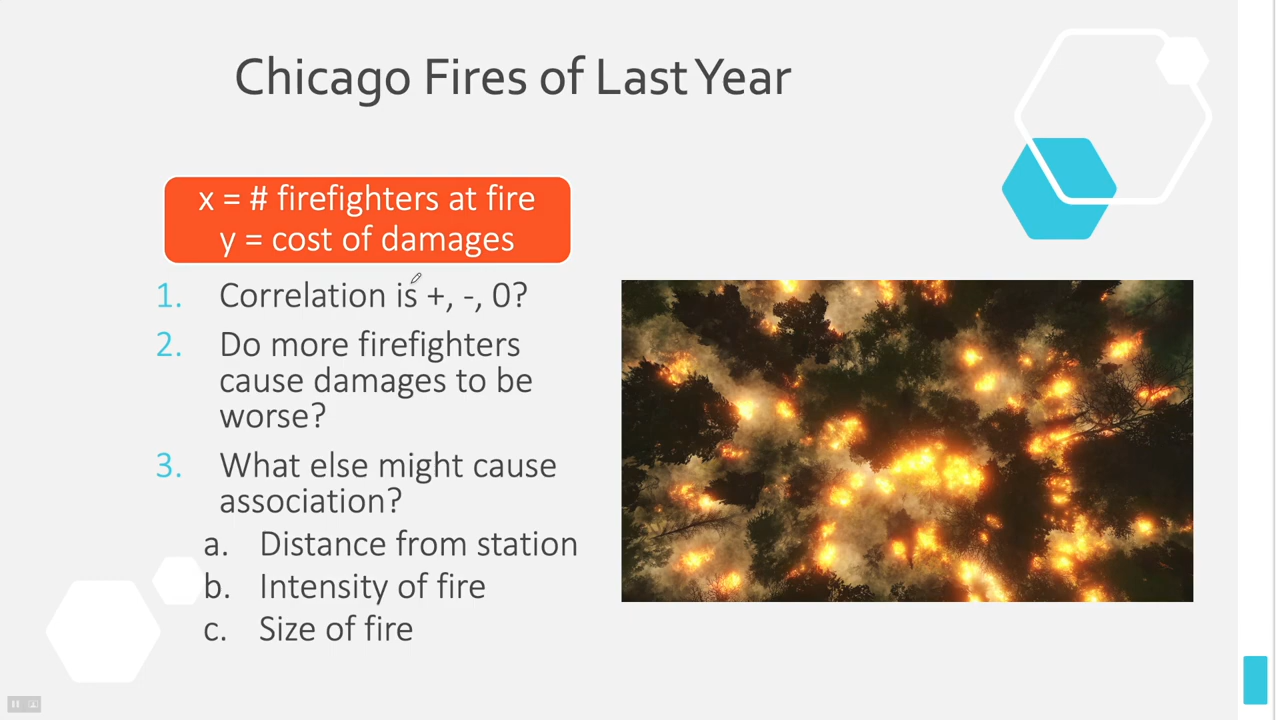 Chicago Fires of Last Year
x = # firefighters at fire
y = cost of damages
1. Correlation is +, -, 0?
2. Do more firefighters
cause damages to be
worse?
3. What else might cause
association?
a. Distance from station
b. Intensity of fire
c. Size of fire